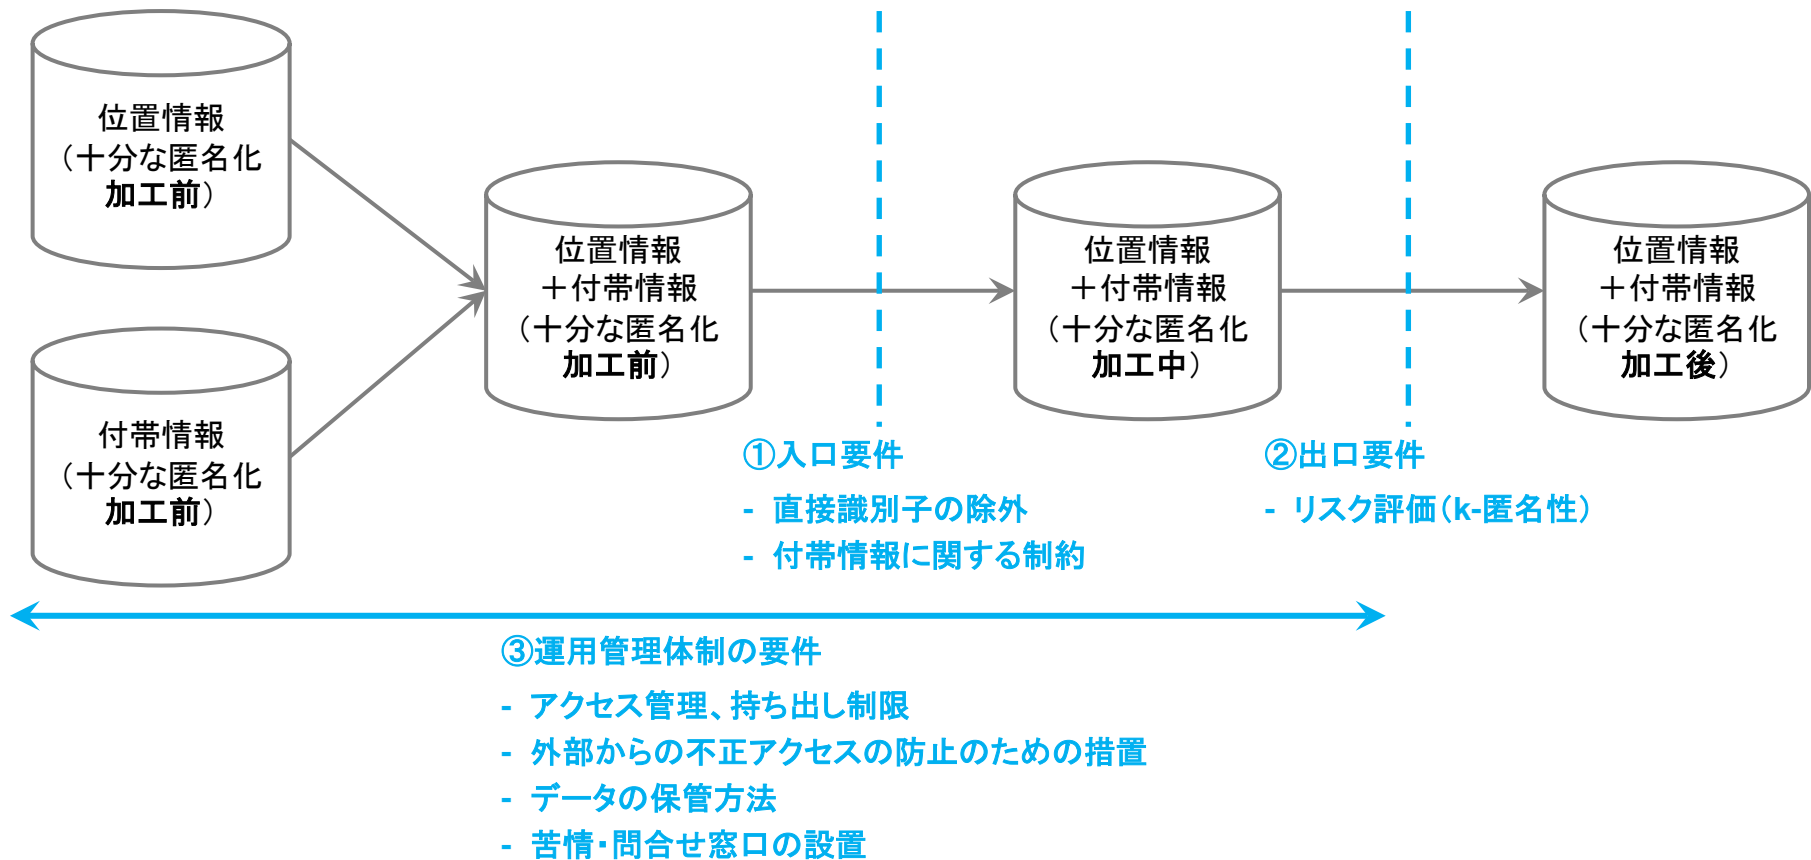 位置情報
（十分な匿名化
加工前）
付帯情報
（十分な匿名化
加工前）
位置情報
＋付帯情報
（十分な匿名化
加工前）
位置情報
＋付帯情報
（十分な匿名化
加工中）
位置情報
＋付帯情報
（十分な匿名化
加工後）
①入口要件
- 直接識別子の除外
- 付帯情報に関する制約
②出口要件
- リスク評価（k-匿名性）
③運用管理体制の要件
- アクセス管理、持ち出し制限
- 外部からの不正アクセスの防止のための措置
- データの保管方法
- 苦情・問合せ窓口の設置